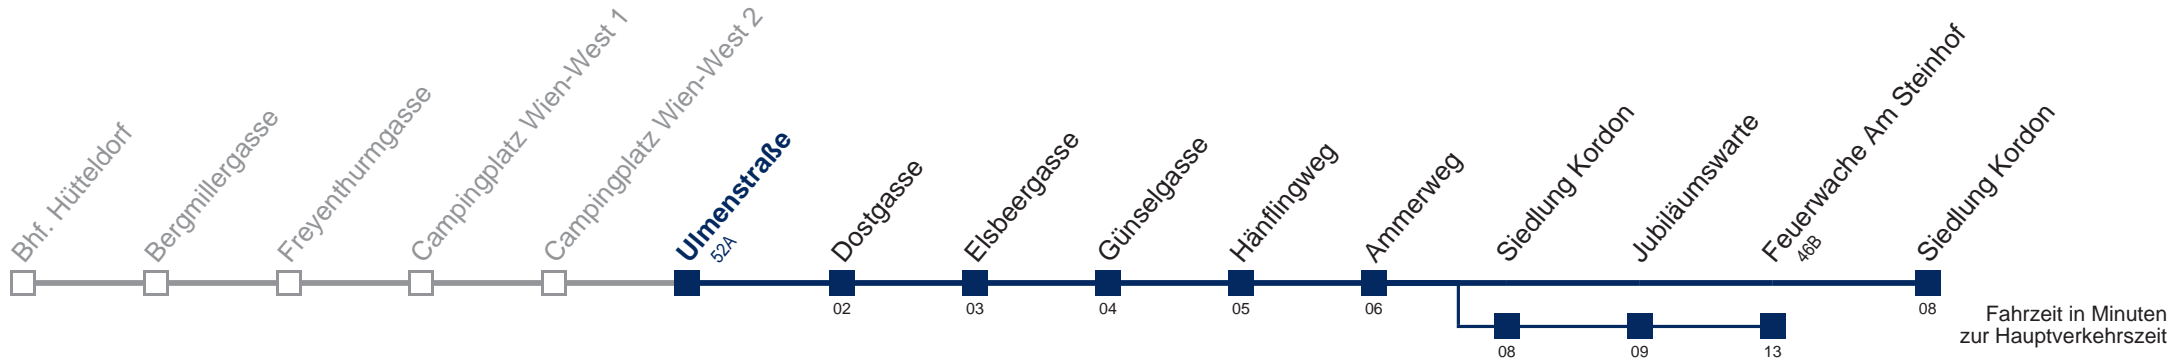 Bhf. Hütteldorf
Bergmillergasse
Freyenthurmgasse
Campingplatz Wien-West 1
Campingplatz Wien-West 2
Ulmenstraße
52A
Dostgasse
Elsbeergasse
Günselgasse
Hänflingweg
Ammerweg
Siedlung Kordon
Jubiläumswarte
Feuerwache Am Steinhof
46B
Siedlung Kordon
02
03
04
05
06
08
08
09
13
Fahrzeit in Minuten
zur Hauptverkehrszeit